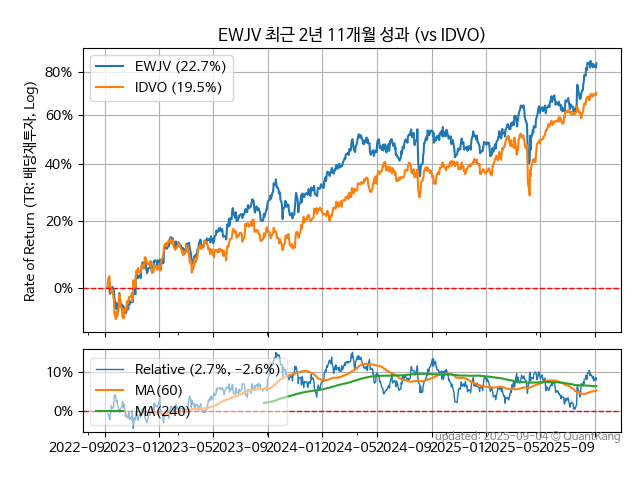 EWJV 최근 2년 11개월 성과 (vs IDVO)
EWJV (22.7%)
IDVO (19.5%)
80%
60%
40%
20%
0%
Rate of Return (TR: 배당재투자, Log)
Relative (2.7%, −2.6%)
MA(60)
MA(240)
10%
0%
2022-09 2023-01 2023-05 2023-09 2024-01 2024-05 2024-09 2025-01 2025-05 2025-09
updated: 2025-09-04 © QuantKang